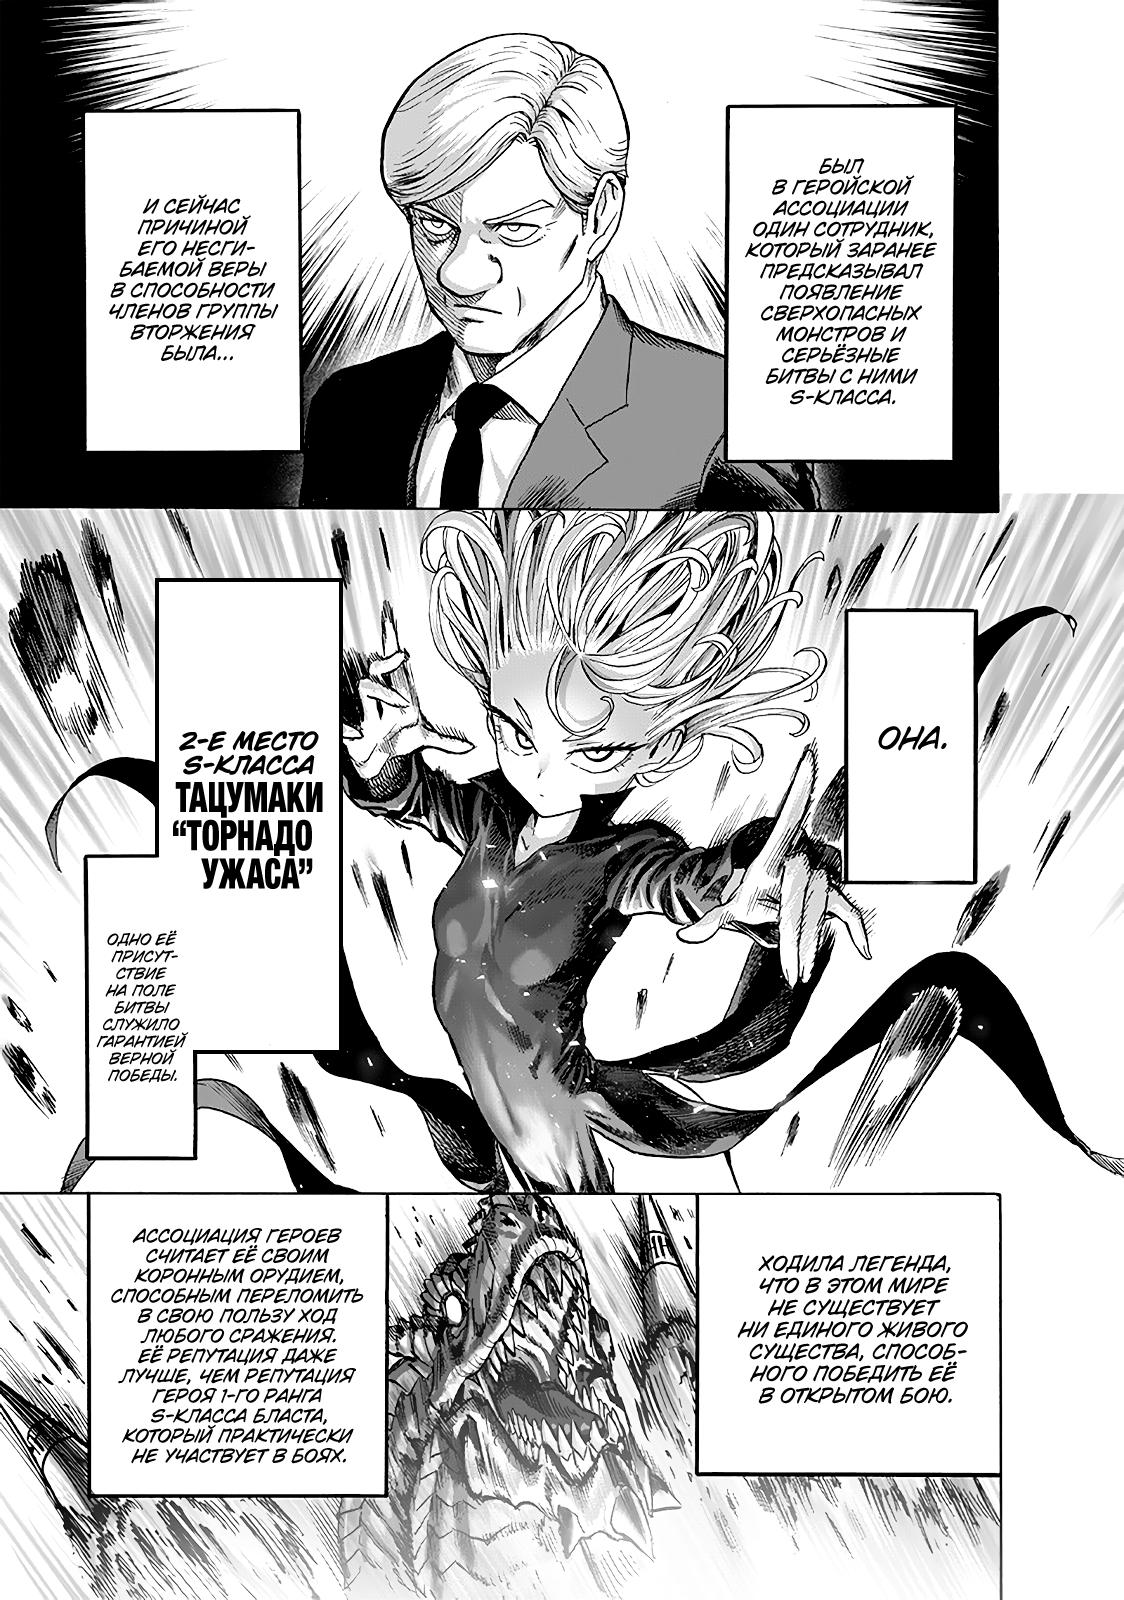 БЫЛ
В ГЕРОЙСКОЙ
АССОЦИАЦИИ
ОДИН СОТРУДНИК,
КОТОРЫЙ ЗАРАНЕЕ
ПРЕДСКАЗЫВАЛ
ПОЯВЛЕНИЕ
СВЕРХОПАСНЫХ
МОНСТРОВ И
СЕРЬЁЗНЫЕ
БИТВЫ С НИМИ
S-КЛАССА.
И СЕЙЧАС
ПРИЧИНОЙ
ЕГО НЕСГИ-
БАЕМОЙ ВЕРЫ
В СПОСОБНОСТИ
ЧЛЕНОВ ГРУППЫ
ВТОРЖЕНИЯ
БЫЛА...
ОНА.
2-Е МЕСТО
S-КЛАССА
ТАЦУМАКИ
“ТОРНАДО
УЖАСА”
ОДНО ЕЁ
ПРИСУТ-
СТВИЕ
НА ПОЛЕ
БИТВЫ
СЛУЖИЛО
ГАРАНТИЕЙ
ВЕРНОЙ
ПОБЕДЫ.
ХОДИЛА ЛЕГЕНДА,
ЧТО В ЭТОМ МИРЕ
НЕ СУЩЕСТВУЕТ
НИ ЕДИНОГО ЖИВОГО
СУЩЕСТВА, СПОСОБ-
НОГО ПОБЕДИТЬ ЕЁ
В ОТКРЫТОМ БОЮ.
АССОЦИАЦИЯ ГЕРОЕВ
СЧИТАЕТ ЕЁ СВОИМ
КОРОННЫМ ОРУДИЕМ,
СПОСОБНЫМ ПЕРЕЛОМИТЬ
В СВОЮ ПОЛЬЗУ ХОД
ЛЮБОГО СРАЖЕНИЯ.
ЕЁ РЕПУТАЦИЯ ДАЖЕ
ЛУЧШЕ, ЧЕМ РЕПУТАЦИЯ
ГЕРОЯ 1-ГО РАНГА
S-КЛАССА БЛАСТА,
КОТОРЫЙ ПРАКТИЧЕСКИ
НЕ УЧАСТВУЕТ В БОЯХ.